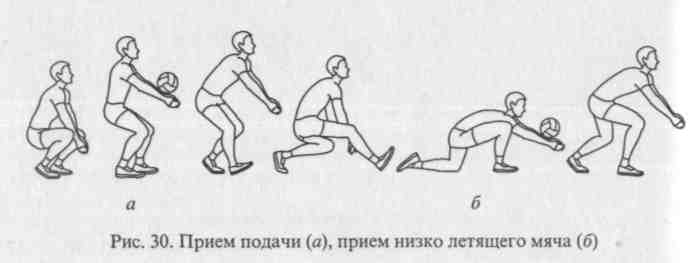 а б
Рис. 30. Прием подачи (а), прием низко летящего мяча (б)